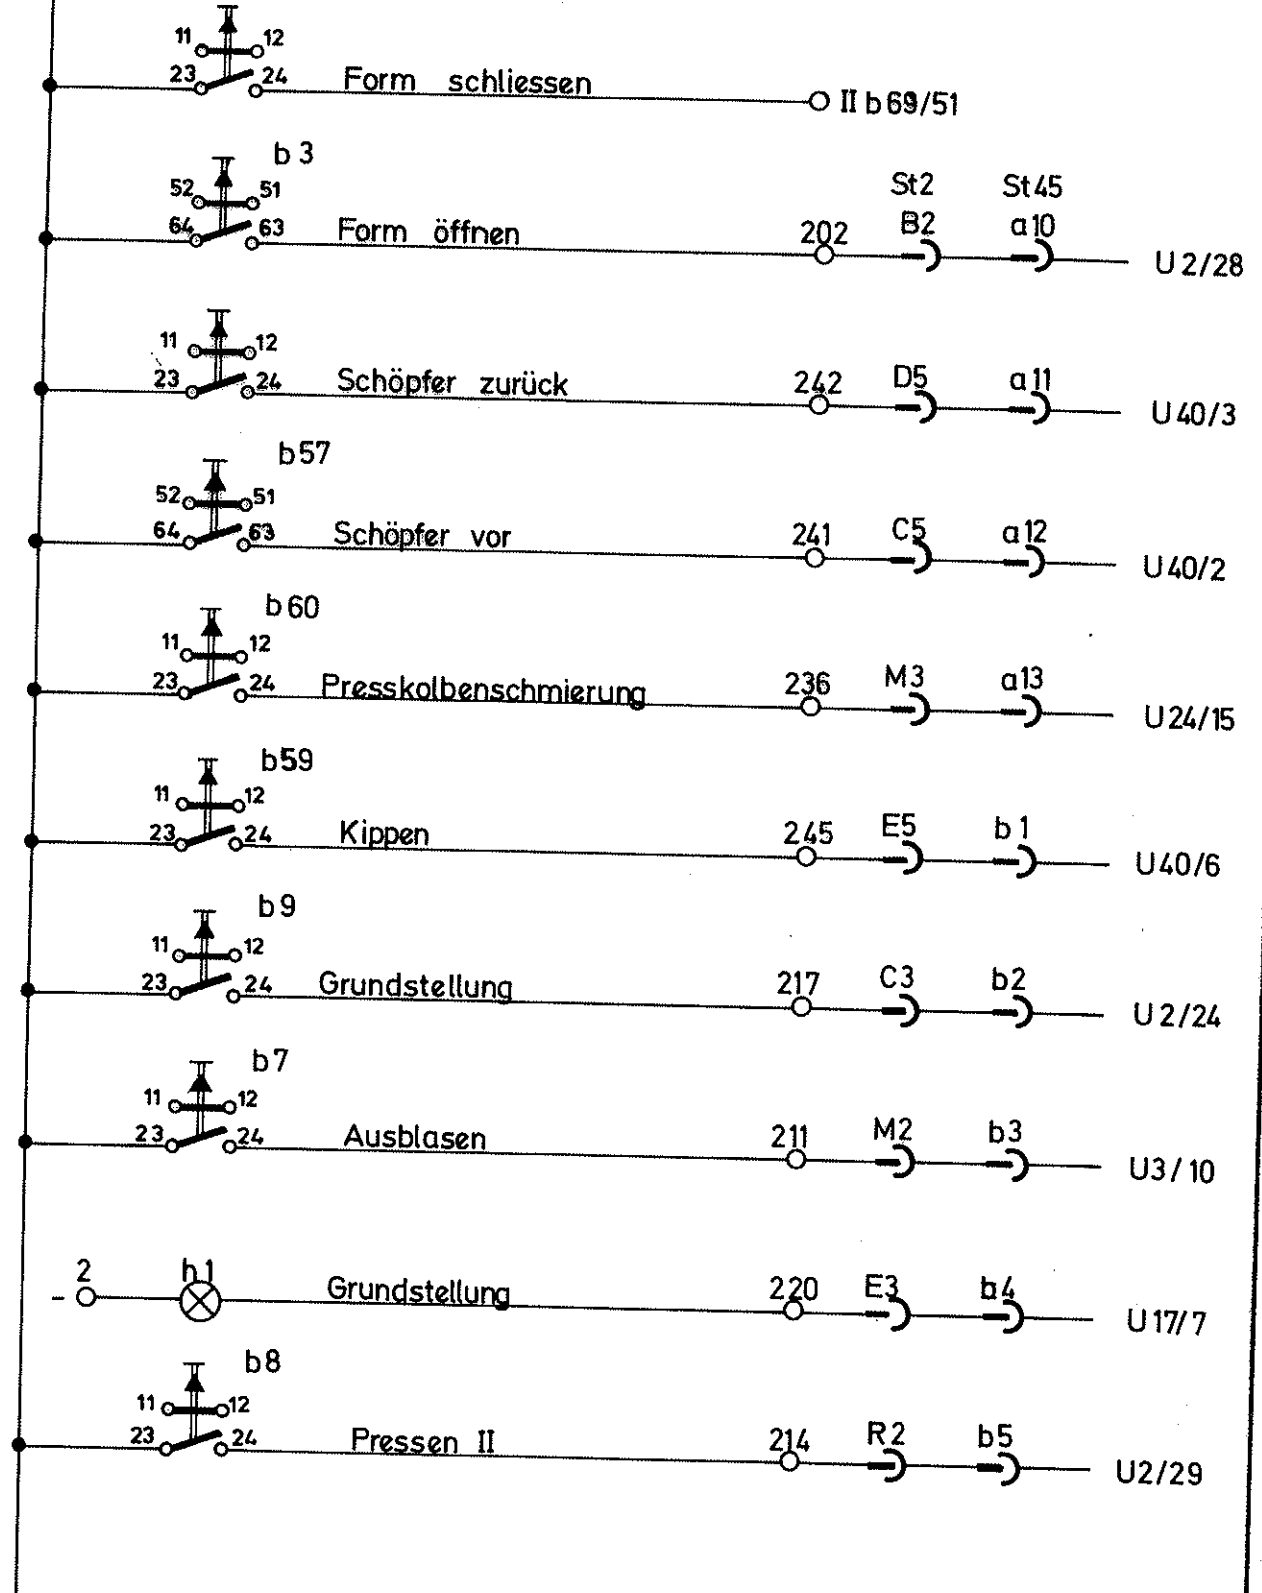 11 12
23 24 Form schliessen II b 69/51
b 3
St2 St45
52 51
64 63 Form öffnen 202 B2 a10 U 2/28
11 12
23 24 Schöpfer zurück 242 D5 a11 U 40/3
b57
52 51
64 63 Schöpfer vor 241 C5 a12 U 40/2
b 60
11 12
23 24 Presskolbenschmierung 236 M3 a13 U 24/15
b59
11 12
23 24 Kippen 245 E5 b1 U40/6
b9
11 12
23 24 Grundstellung 217 C3 b2 U 2/24
b7
11 12
23 24 Ausblasen 211 M2 b3 U3/10
- 2 h1 Grundstellung 220 E3 b4 U 17/7
b8
11 12
23 24 Pressen II 214 R2 b5 U2/29